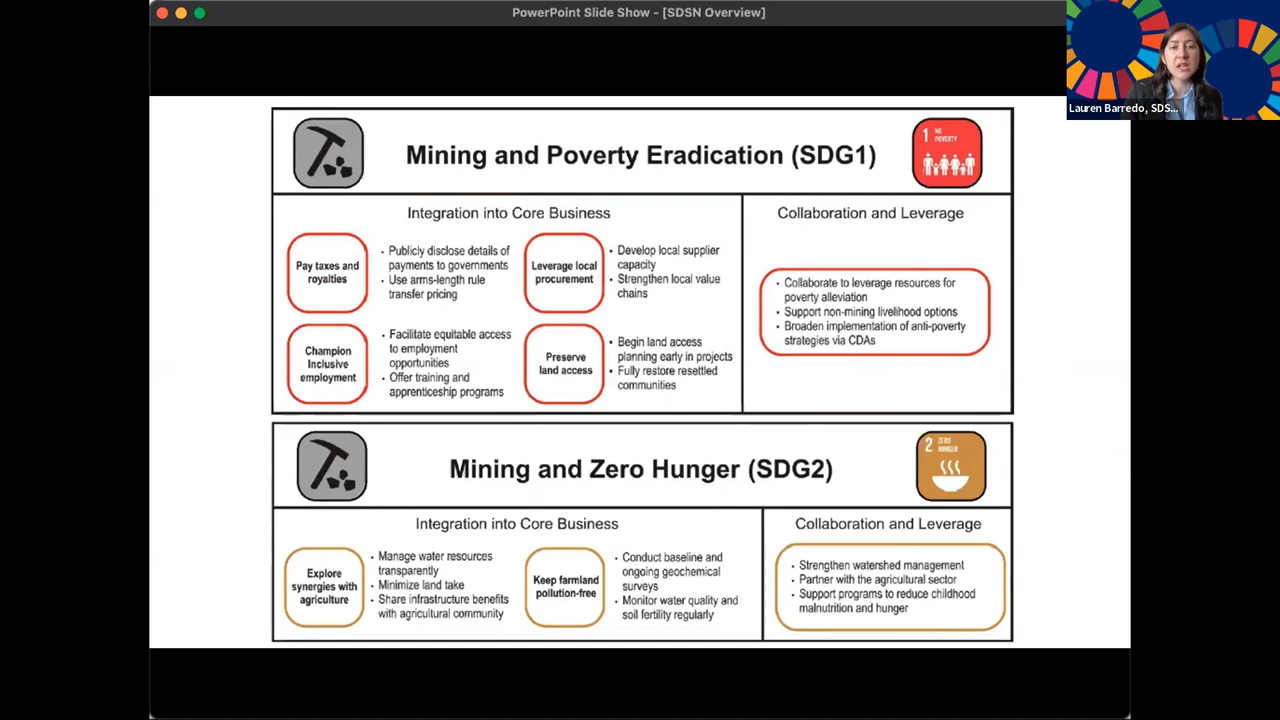 PowerPoint Slide Show - [SDSN Overview]
Lauren Barredo, SDS...
Mining and Poverty Eradication (SDG1)
1 NO
POVERTY
Integration into Core Business
Pay taxes and
royalties
• Publicly disclose details of
payments to governments
• Use arms-length rule
transfer pricing
Leverage local
procurement
• Develop local supplier
capacity
• Strengthen local value
chains
Champion
Inclusive
employment
• Facilitate equitable access
to employment
opportunities
• Offer training and
apprenticeship programs
Preserve
land access
• Begin land access
planning early in projects
• Fully restore resettled
communities
Collaboration and Leverage
• Collaborate to leverage resources for
poverty alleviation
• Support non-mining livelihood options
• Broaden implementation of anti-poverty
strategies via CDAs
Mining and Zero Hunger (SDG2)
2 ZERO
HUNGER
Integration into Core Business
Explore
synergies with
agriculture
• Manage water resources
transparently
• Minimize land take
• Share infrastructure benefits
with agricultural community
Keep farmland
pollution-free
• Conduct baseline and
ongoing geochemical
surveys
• Monitor water quality and
soil fertility regularly
Collaboration and Leverage
• Strengthen watershed management
• Partner with the agricultural sector
• Support programs to reduce childhood
malnutrition and hunger